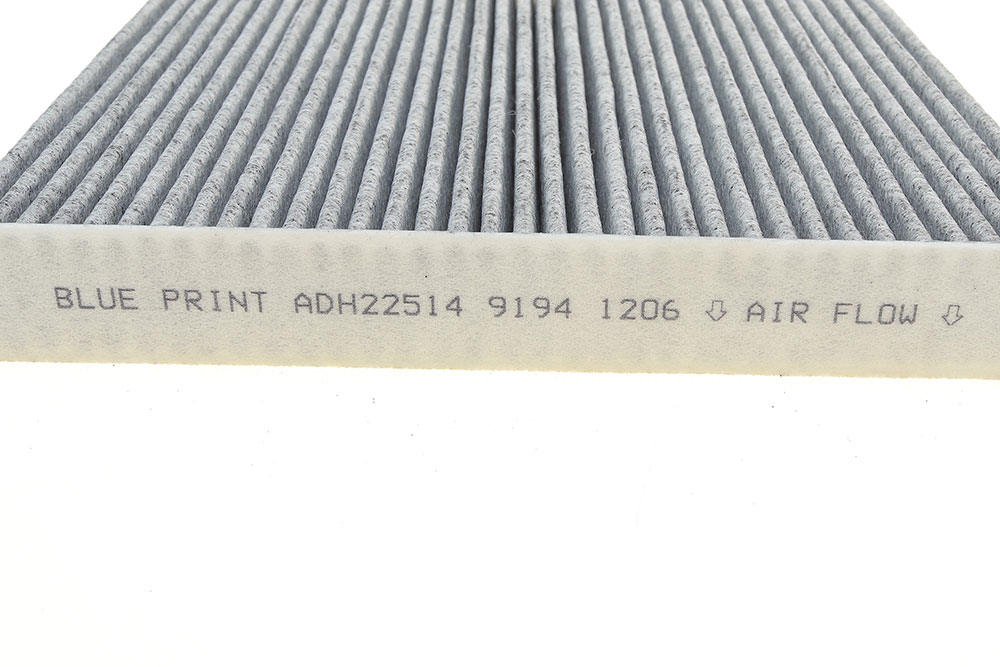 BLUE PRINT ADH22514 9194 1206 ⇩ AIR FLOW ⇩